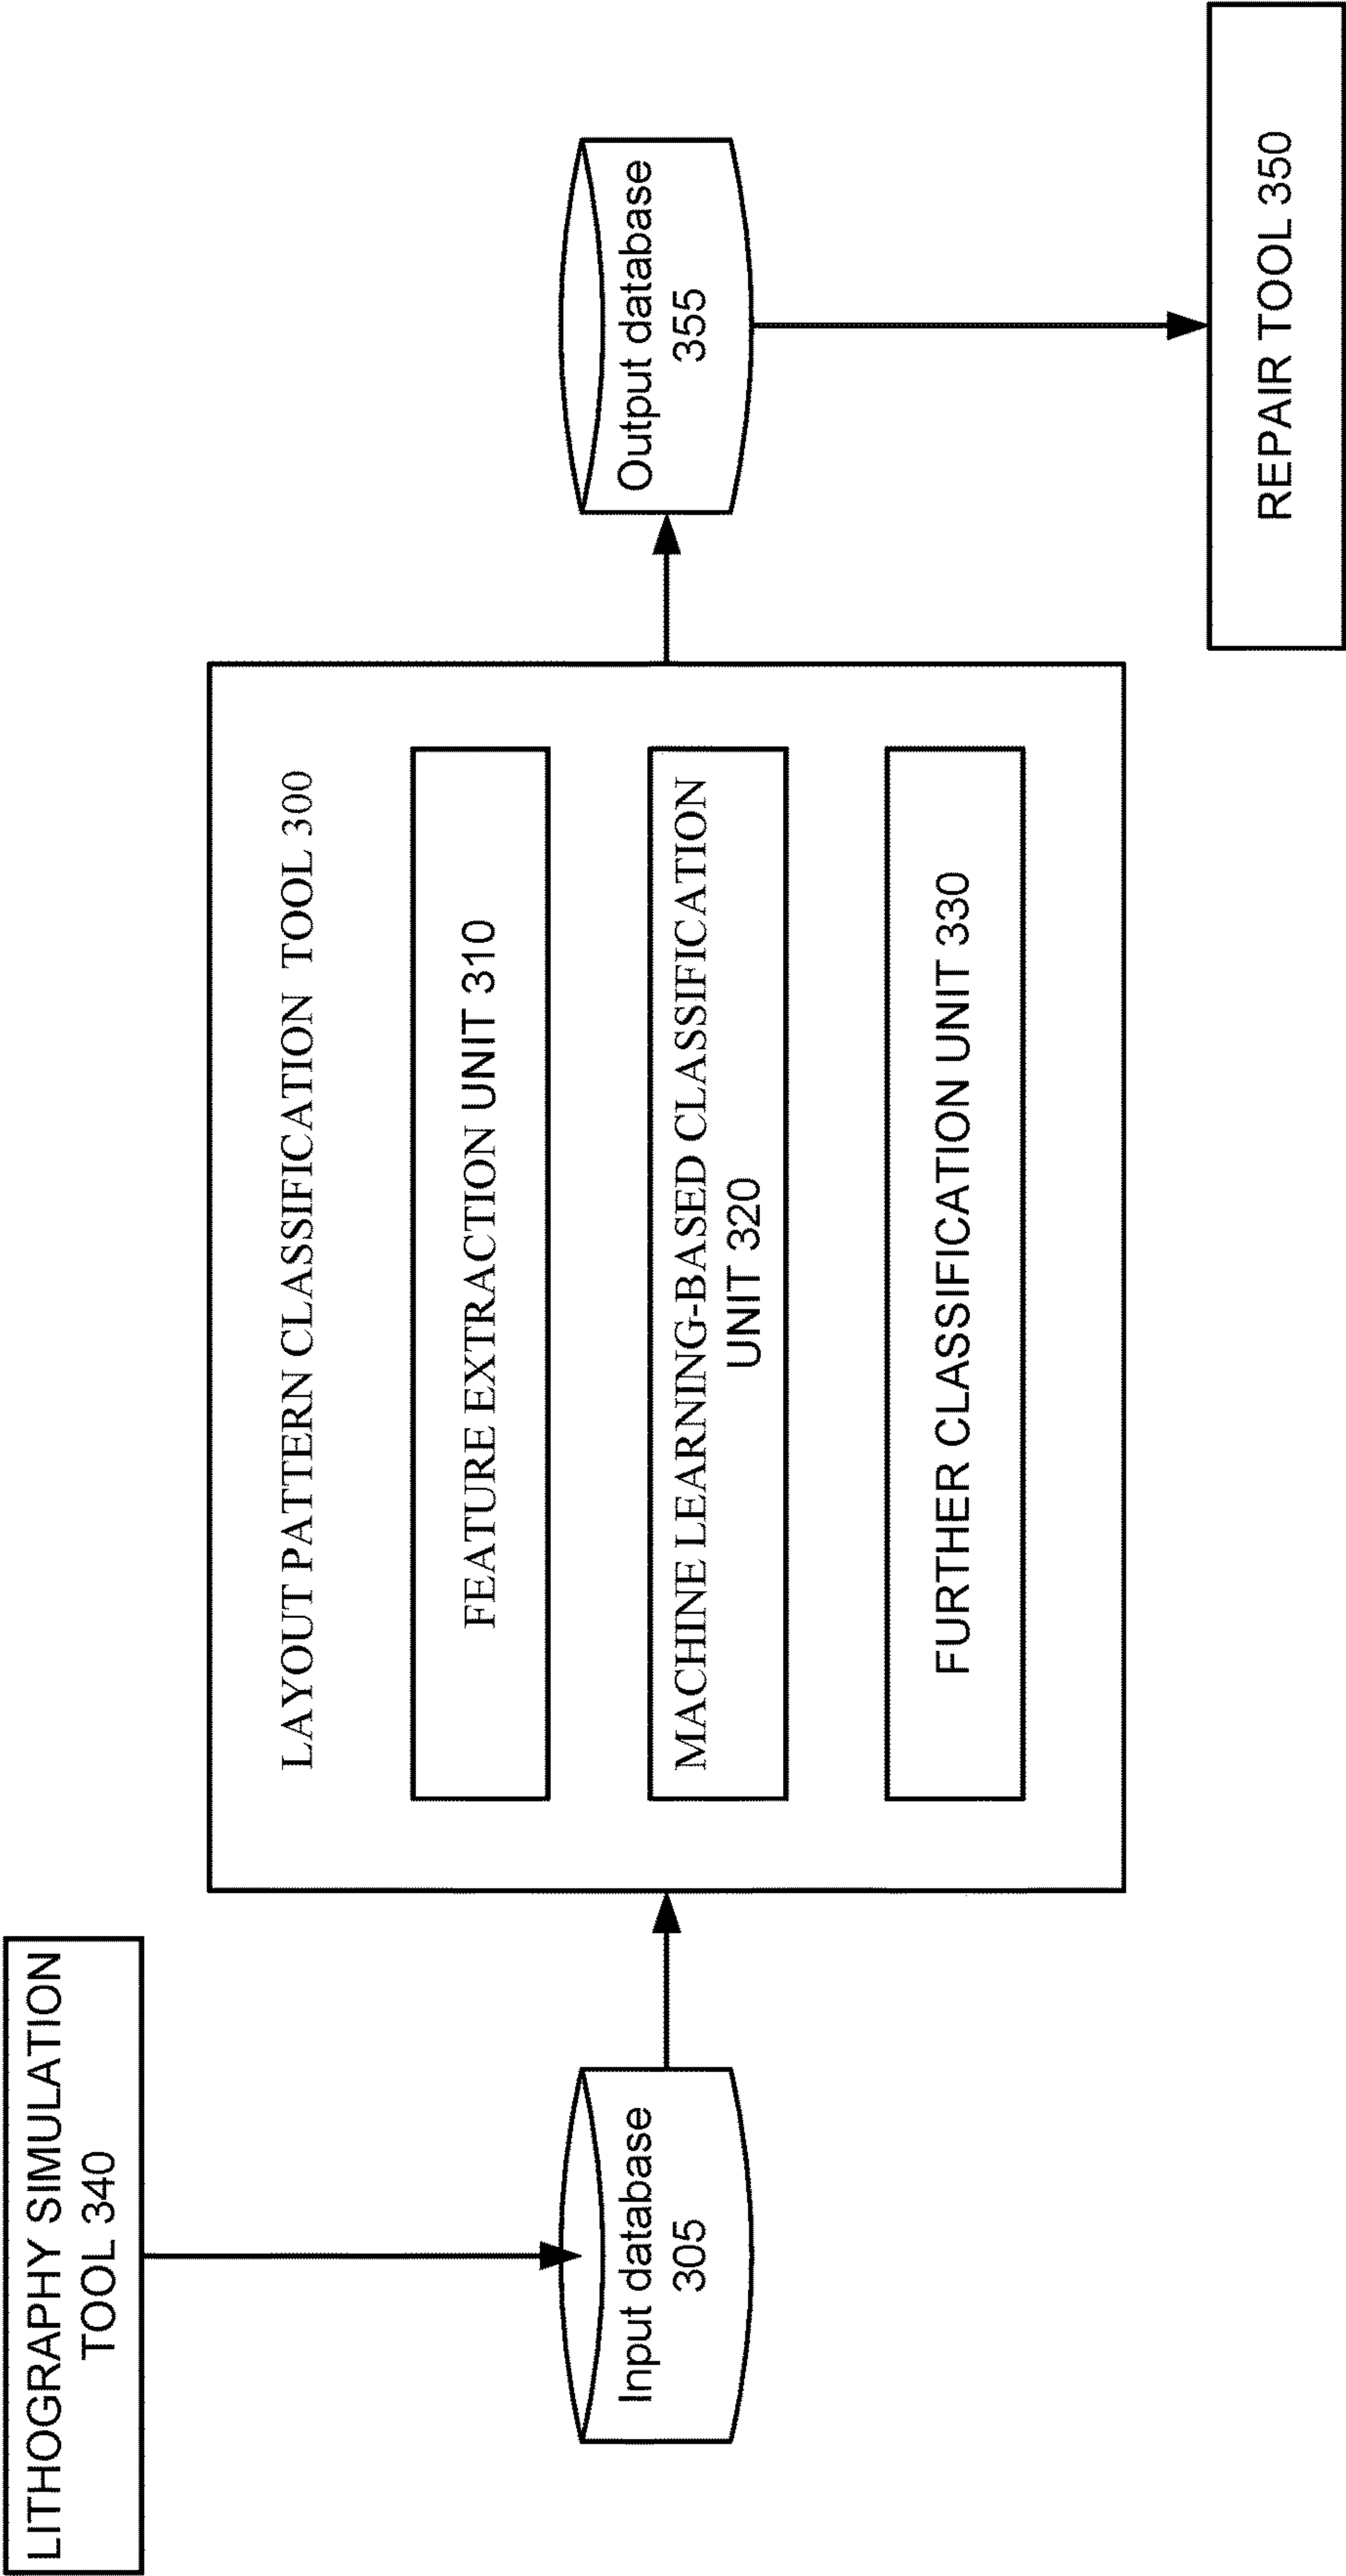 LITHOGRAPHY SIMULATION
TOOL 340
Input database
305
LAYOUT PATTERN CLASSIFICATION TOOL 300
FEATURE EXTRACTION UNIT 310
MACHINE LEARNING-BASED CLASSIFICATION
UNIT 320
FURTHER CLASSIFICATION UNIT 330
Output database
355
REPAIR TOOL 350